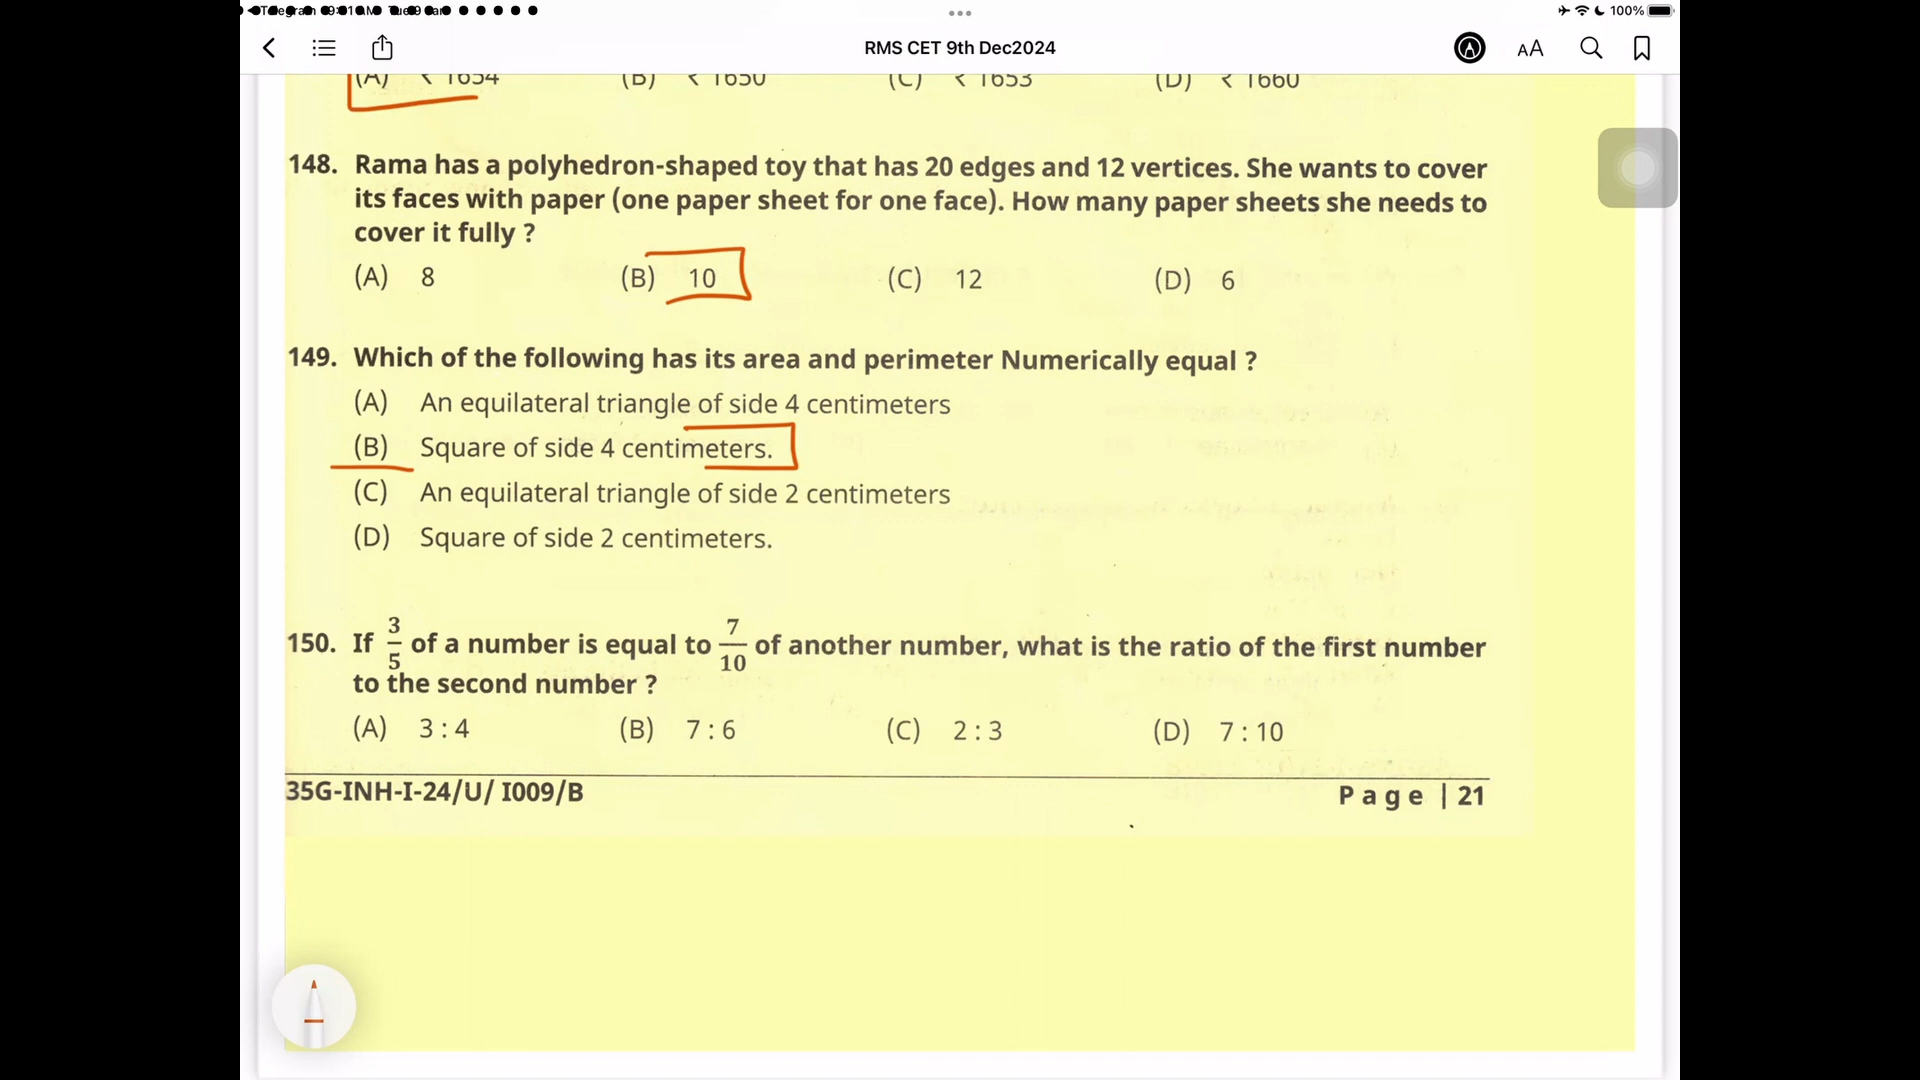 RMS CET 9th Dec2024
100%
AA
(A) ₹ 1654 (B) ₹ 1650 (C) ₹ 1653 (D) ₹ 1660
148. Rama has a polyhedron-shaped toy that has 20 edges and 12 vertices. She wants to cover
its faces with paper (one paper sheet for one face). How many paper sheets she needs to
cover it fully ?
(A) 8 (B) 10 (C) 12 (D) 6
149. Which of the following has its area and perimeter Numerically equal ?
(A) An equilateral triangle of side 4 centimeters
(B) Square of side 4 centimeters.
(C) An equilateral triangle of side 2 centimeters
(D) Square of side 2 centimeters.
150. If 3/5 of a number is equal to 7/10 of another number, what is the ratio of the first number
to the second number ?
(A) 3 : 4 (B) 7 : 6 (C) 2 : 3 (D) 7 : 10
35G-INH-I-24/U/ I009/B Page | 21